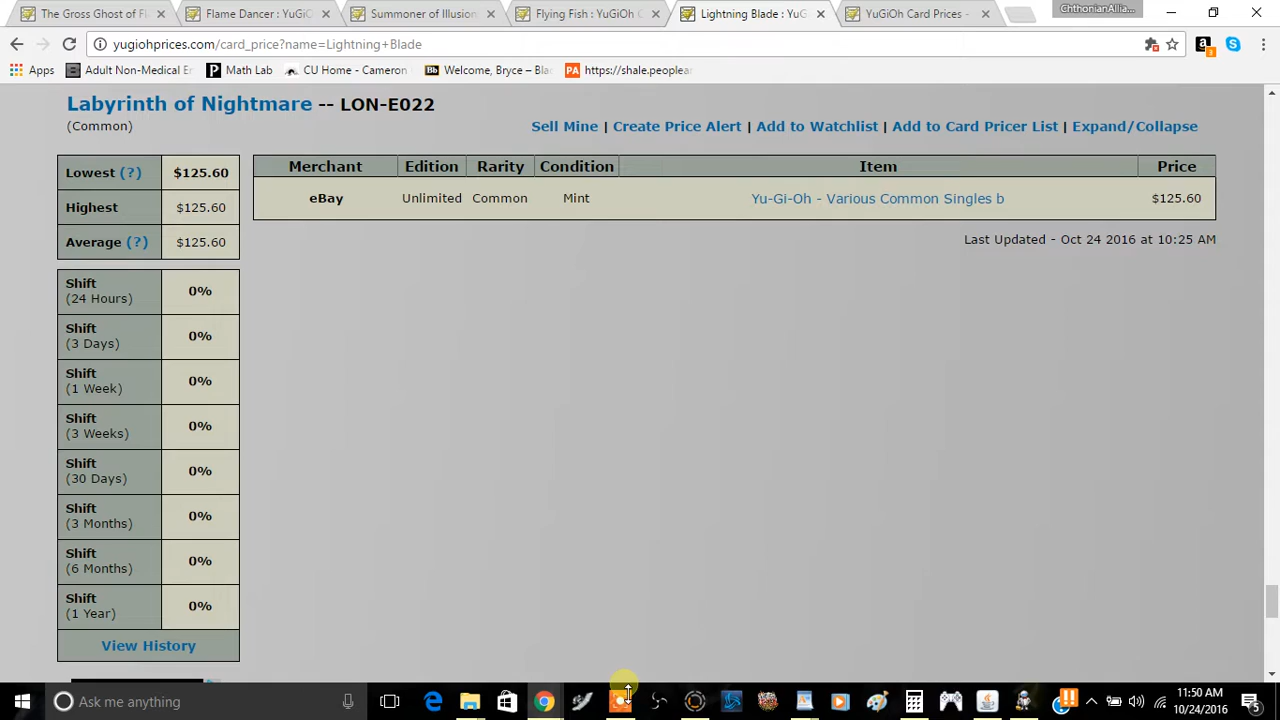 The Gross Ghost of Fl
Flame Dancer : YuGiO
Summoner of Illusion
Flying Fish : YuGiOh C
Lightning Blade : YuG
YuGiOh Card Prices -
ChthonianAllia...
yugiohprices.com/card_price?name=Lightning+Blade
Apps
Adult Non-Medical E
Math Lab
CU Home - Cameron
Welcome, Bryce – Bla
https://shale.peoplear
Labyrinth of Nightmare -- LON-E022
(Common)
Sell Mine | Create Price Alert | Add to Watchlist | Add to Card Pricer List | Expand/Collapse
Lowest (?) $125.60
Highest $125.60
Average (?) $125.60
Merchant Edition Rarity Condition Item Price
eBay Unlimited Common Mint Yu-Gi-Oh - Various Common Singles b $125.60
Last Updated - Oct 24 2016 at 10:25 AM
Shift (24 Hours) 0%
Shift (3 Days) 0%
Shift (1 Week) 0%
Shift (3 Weeks) 0%
Shift (30 Days) 0%
Shift (3 Months) 0%
Shift (6 Months) 0%
Shift (1 Year) 0%
View History
Ask me anything
11:50 AM
10/24/2016
5